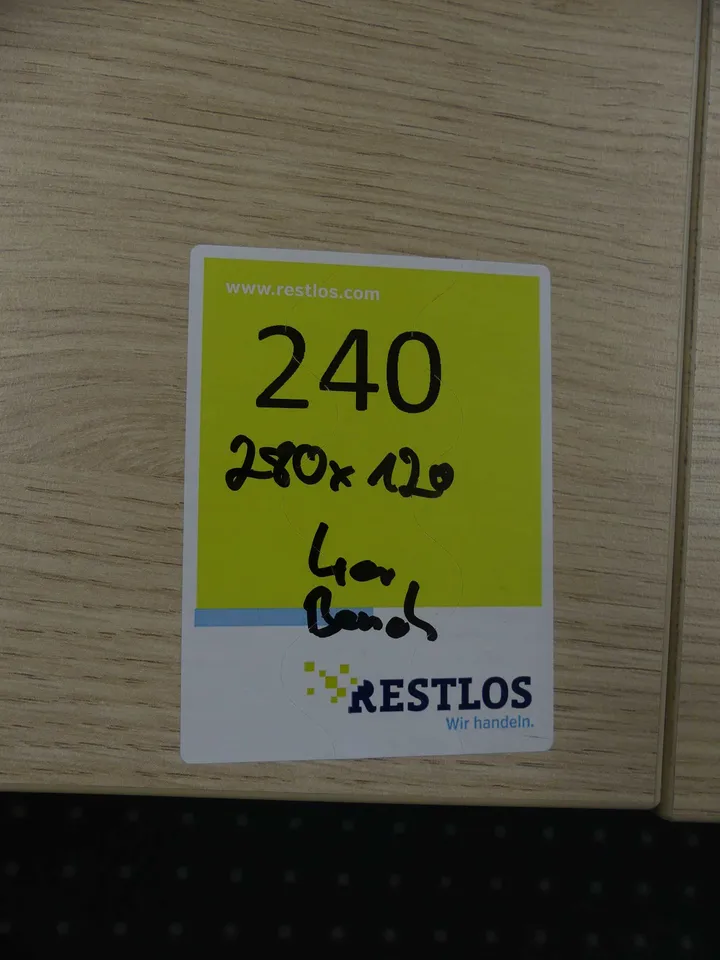 www.restlos.com
240
280x120
4er
Bench
RESTLOS
Wir handeln.